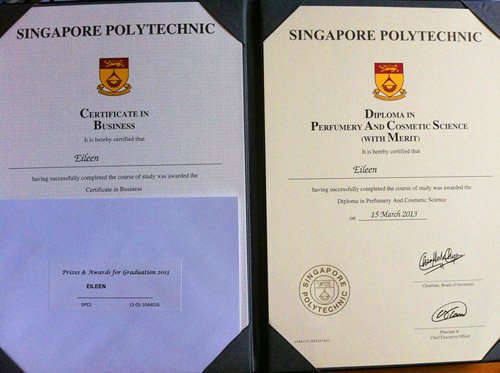 SINGAPORE POLYTECHNIC
CERTIFICATE IN
BUSINESS
It is hereby certified that
Eileen
having successfully completed the course of study was awarded the
Certificate in Business
Prizes & Awards for Graduation 2013
EILEEN
DPCS 13-05-1044016
SINGAPORE POLYTECHNIC
DIPLOMA IN
PERFUMERY AND COSMETIC SCIENCE
(WITH MERIT)
It is hereby certified that
Eileen
having successfully completed the course of study was awarded the
Diploma in Perfumery And Cosmetic Science
on 15 March 2013
Chairman, Board of Governors
SINGAPORE
POLYTECHNIC
Principal &
Chief Executive Officer